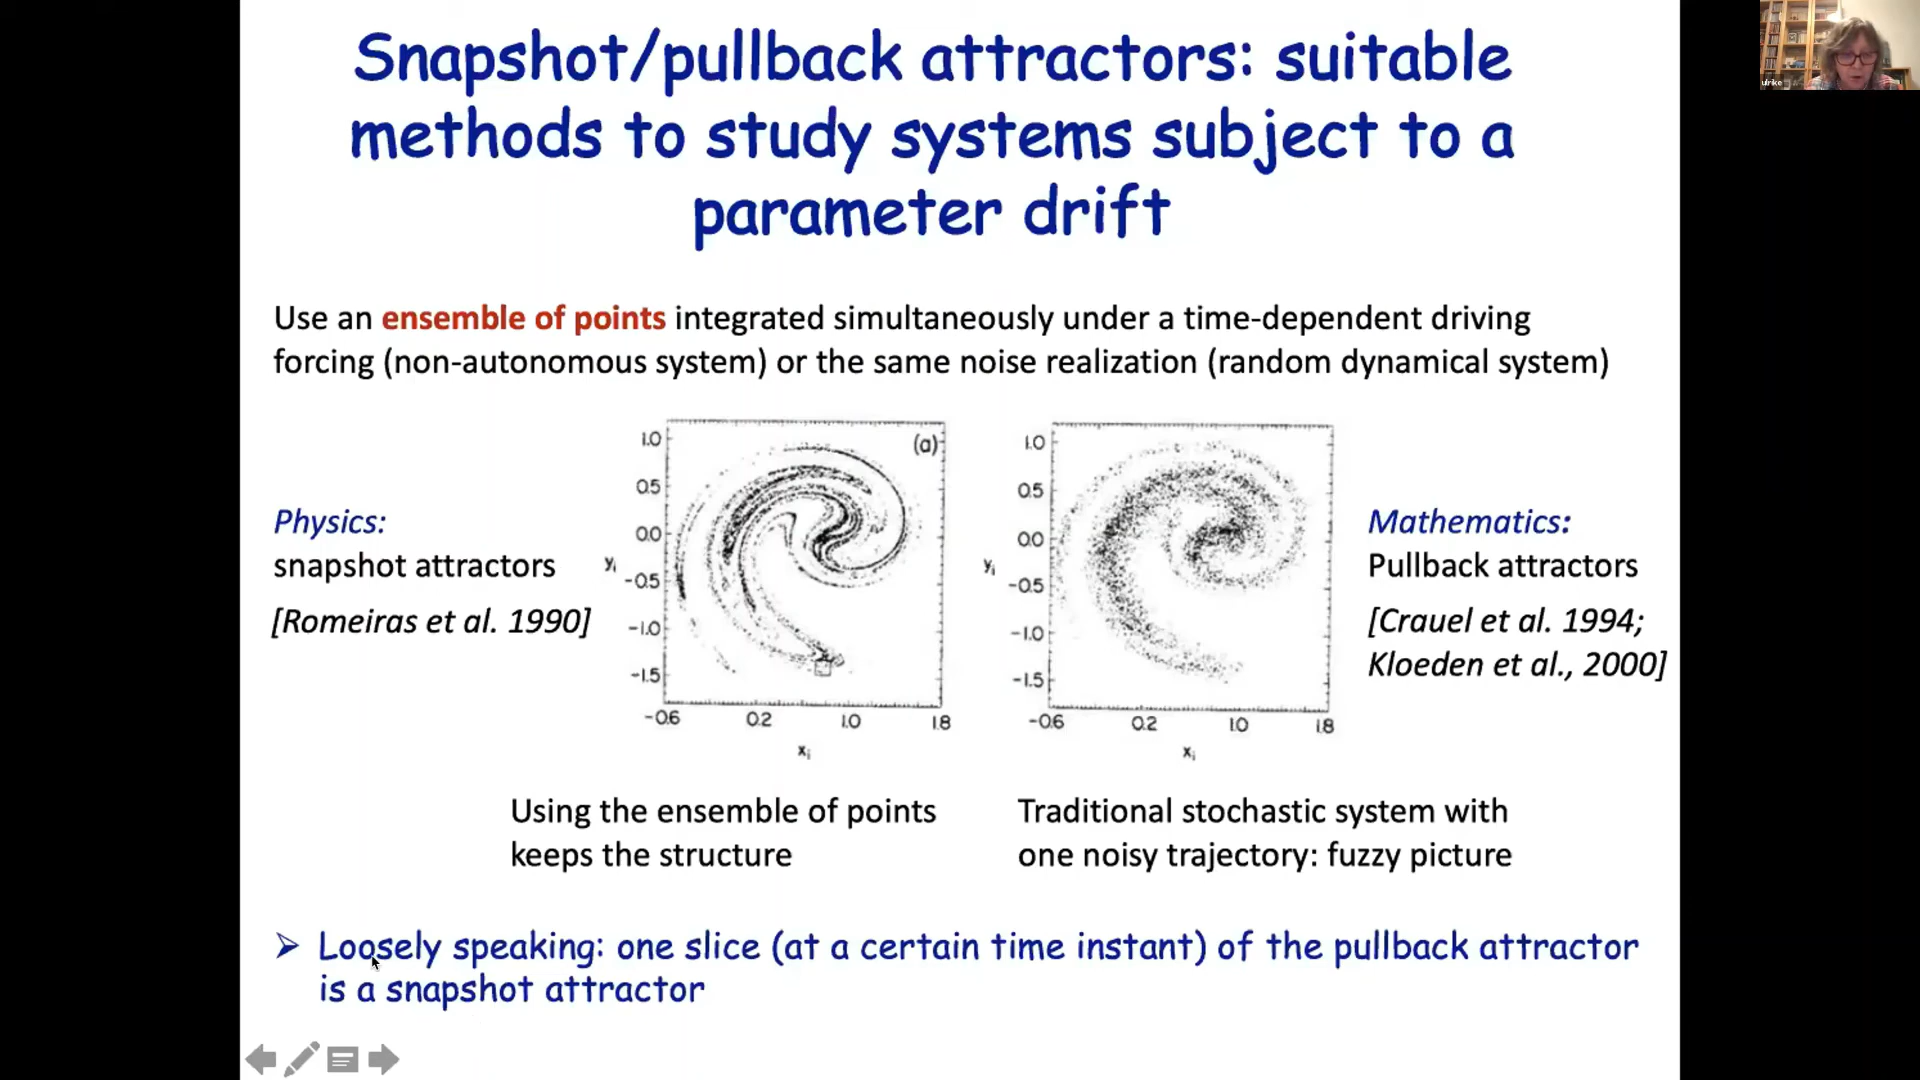 Snapshot/pullback attractors: suitable
methods to study systems subject to a
parameter drift
ulrike
Use an ensemble of points integrated simultaneously under a time-dependent driving
forcing (non-autonomous system) or the same noise realization (random dynamical system)
Physics:
snapshot attractors
[Romeiras et al. 1990]
(a)
1.0
0.5
0.0
-0.5
-1.0
-1.5
yi
-0.6 0.2 1.0 1.8
xi
1.0
0.5
0.0
-0.5
-1.0
-1.5
yi
-0.6 0.2 1.0 1.8
xi
Mathematics:
Pullback attractors
[Crauel et al. 1994;
Kloeden et al., 2000]
Using the ensemble of points
keeps the structure
Traditional stochastic system with
one noisy trajectory: fuzzy picture
➢ Loosely speaking: one slice (at a certain time instant) of the pullback attractor
is a snapshot attractor